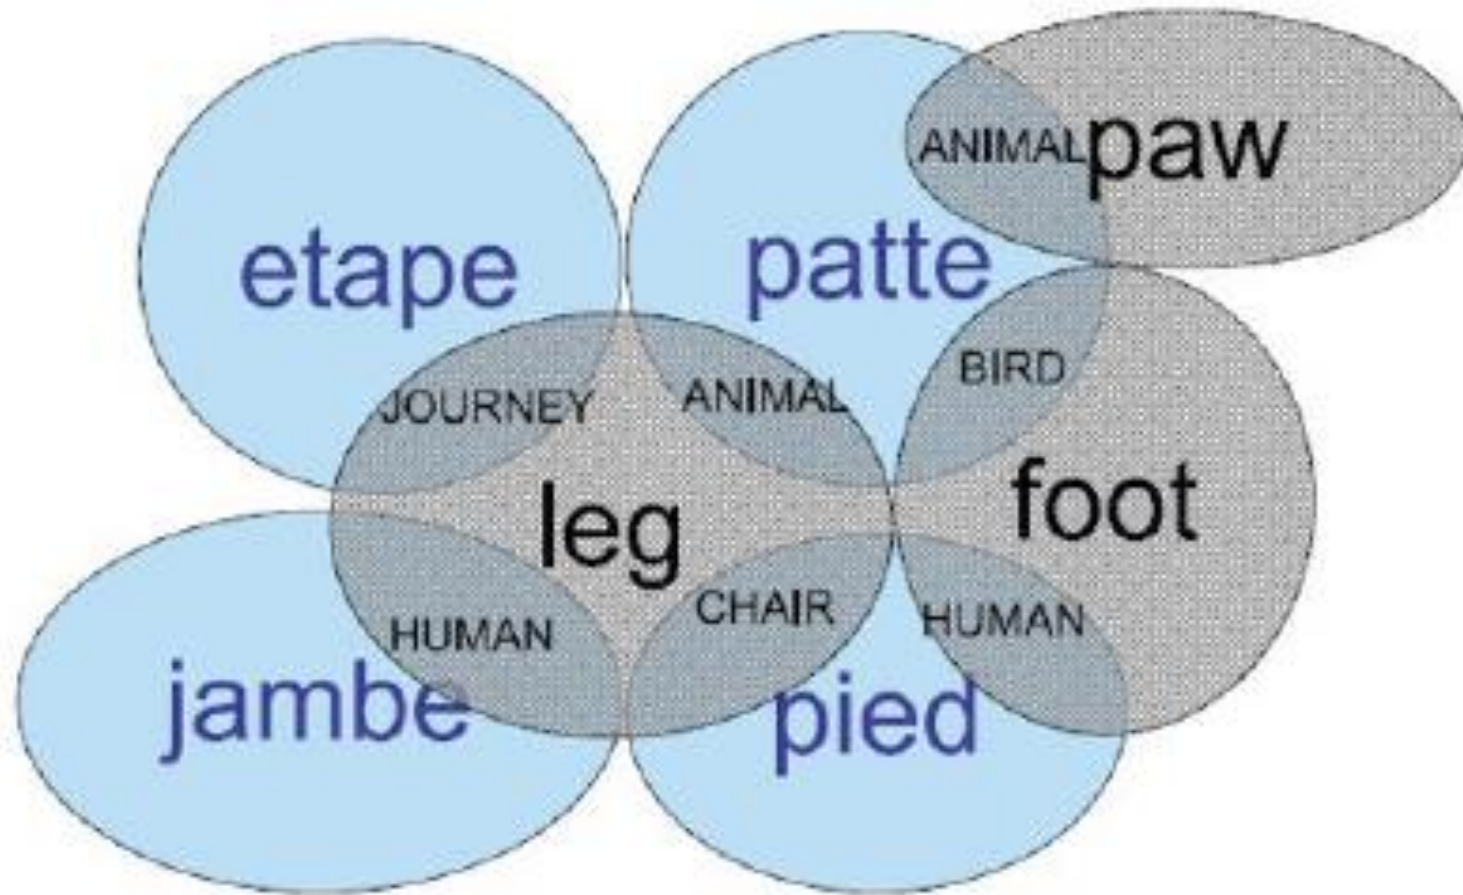 ANIMAL paw
etape
patte
BIRD
JOURNEY
ANIMAL
leg
foot
CHAIR
HUMAN
HUMAN
jambe
pied